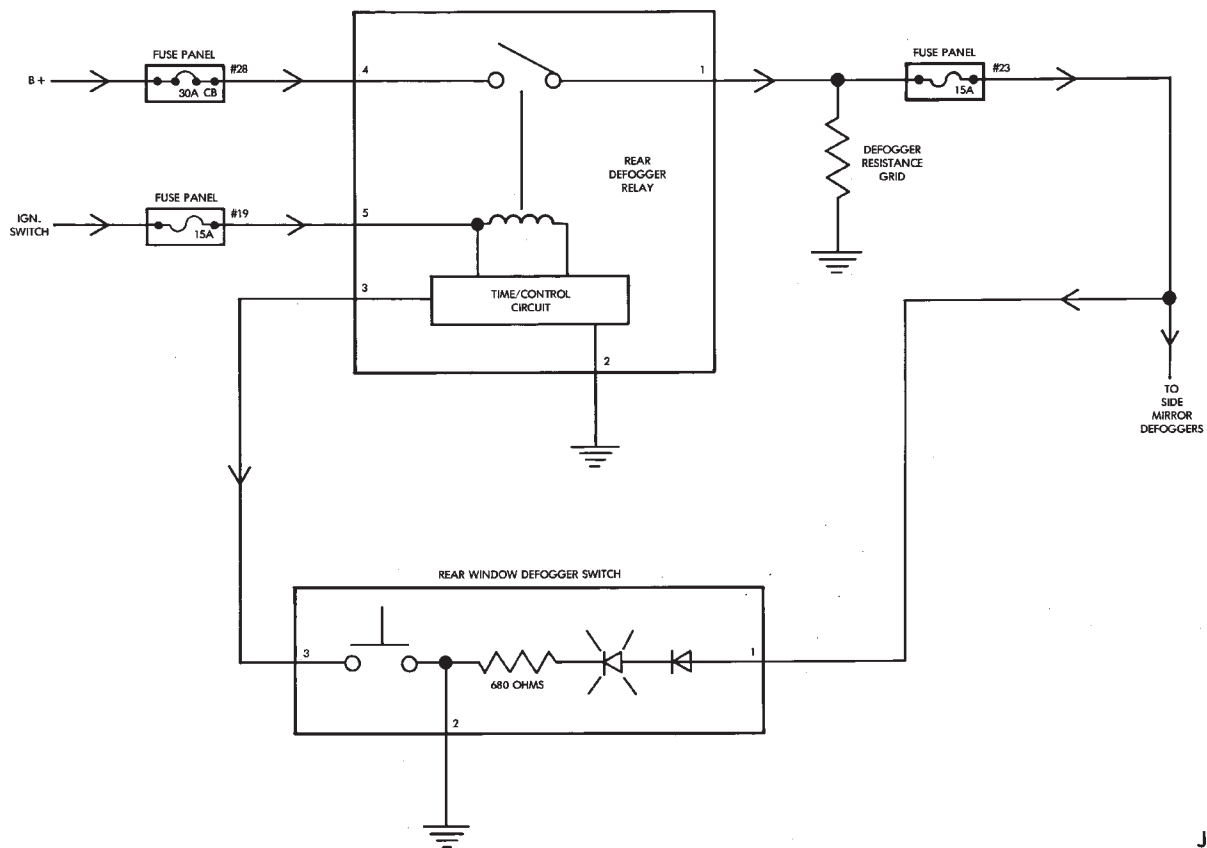 FUSE PANEL
B+
#28
30A CB
4
1
FUSE PANEL
#23
15A
REAR
DEFOGGER
RELAY
DEFOGGER
RESISTANCE
GRID
FUSE PANEL
IGN.
SWITCH
#19
15A
5
3
TIME/CONTROL
CIRCUIT
2
TO
SIDE
MIRROR
DEFOGGERS
REAR WINDOW DEFOGGER SWITCH
3
680 OHMS
1
2
J